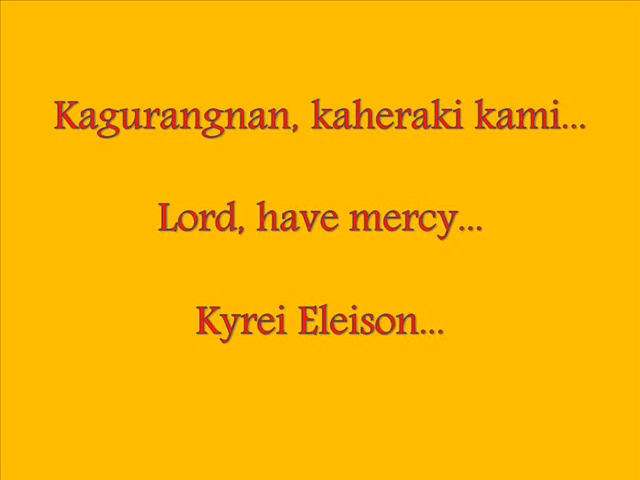 Kagurangnan, kaheraki kami...
Lord, have mercy...
Kyrei Eleison...